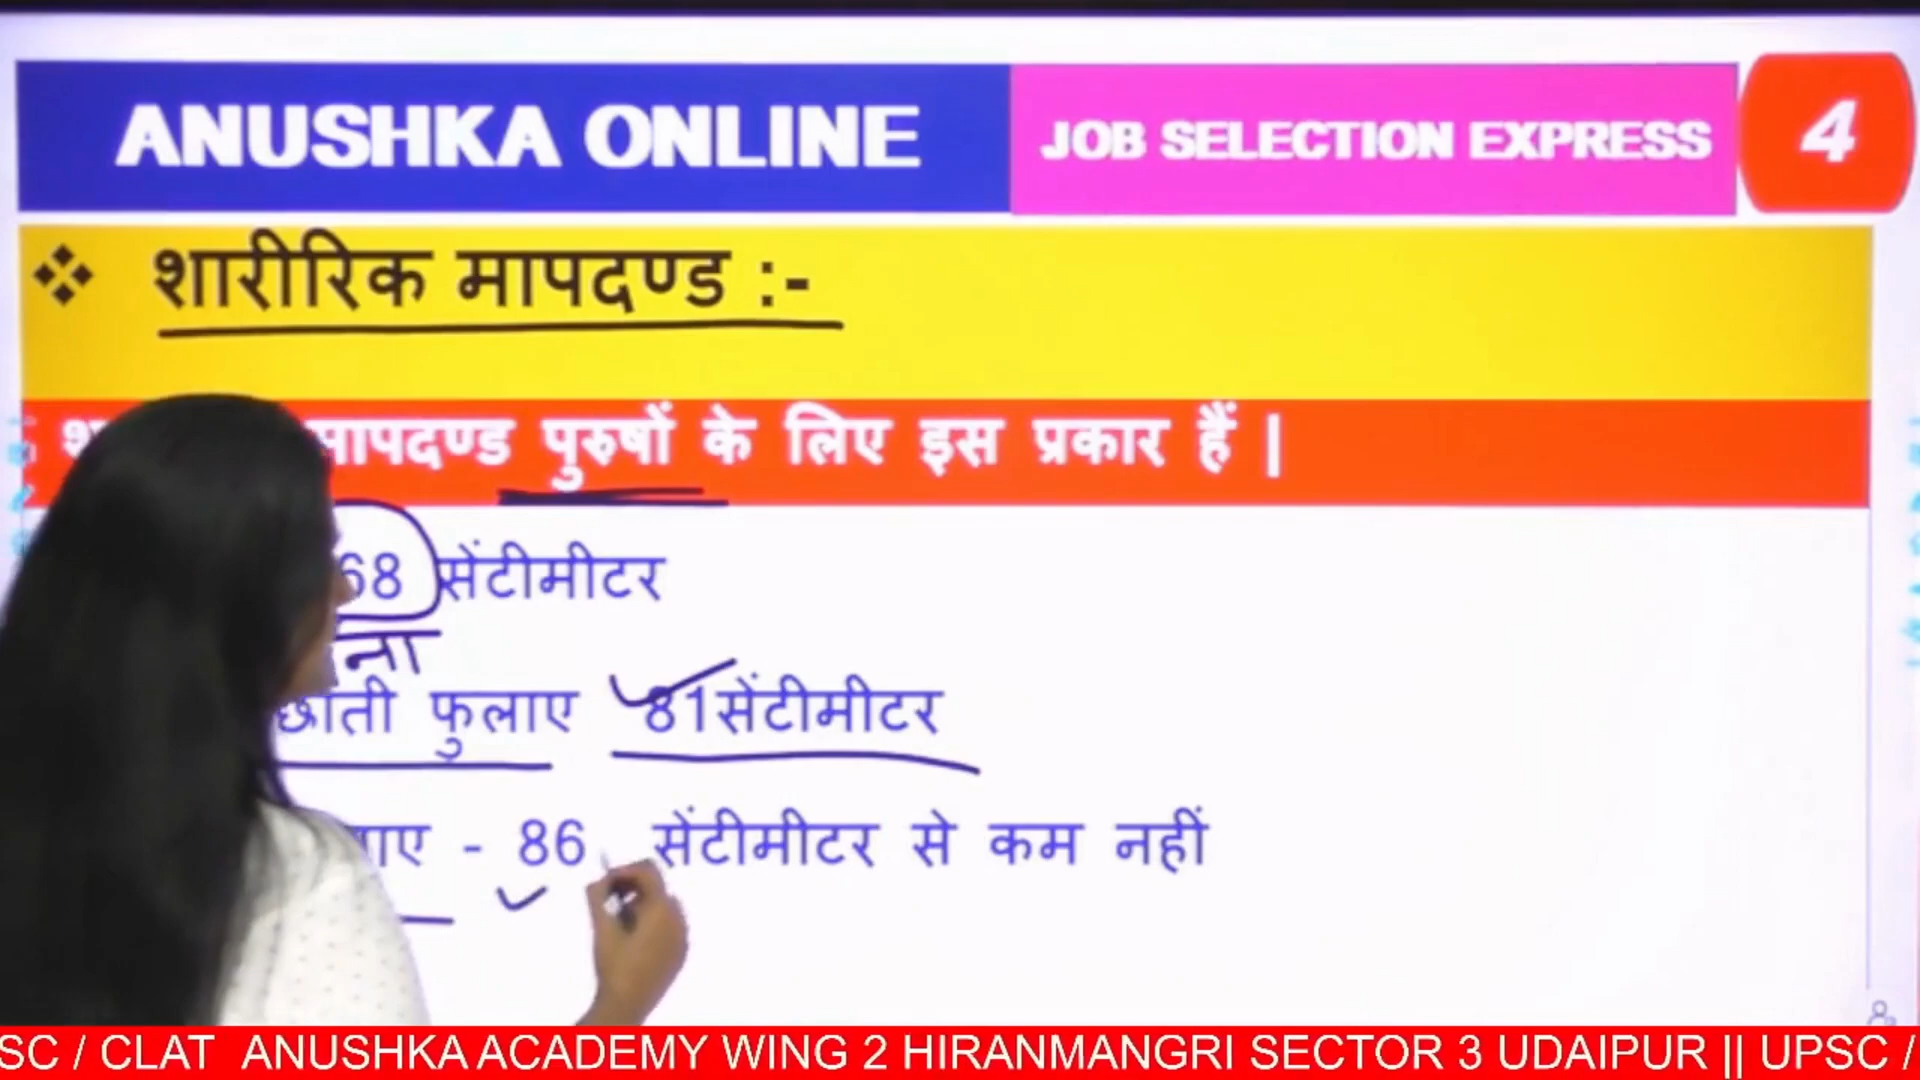 ANUSHKA ONLINE JOB SELECTION EXPRESS 4
❖ शारीरिक मापदण्ड :-
मापदण्ड पुरुषों के लिए इस प्रकार हैं |
68 सेंटीमीटर
छाती फुलाए 81सेंटीमीटर
- 86 सेंटीमीटर से कम नहीं
SC / CLAT ANUSHKA ACADEMY WING 2 HIRANMANGRI SECTOR 3 UDAIPUR || UPSC /